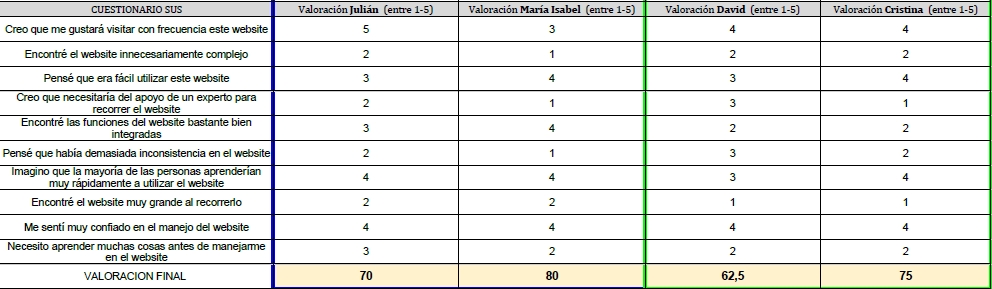 CUESTIONARIO SUS Valoración Julián (entre 1-5) Valoración María Isabel (entre 1-5) Valoración David (entre 1-5) Valoración Cristina (entre 1-5)
Creo que me gustará visitar con frecuencia este website 5 3 4 4
Encontré el website innecesariamente complejo 2 1 2 2
Pensé que era fácil utilizar este website 3 4 3 4
Creo que necesitaría del apoyo de un experto para
recorrer el website 2 1 3 1
Encontré las funciones del website bastante bien
integradas 3 4 2 2
Pensé que había demasiada inconsistencia en el website 2 1 3 2
Imagino que la mayoría de las personas aprenderían
muy rápidamente a utilizar el website 4 4 3 4
Encontré el website muy grande al recorrerlo 2 2 1 1
Me sentí muy confiado en el manejo del website 4 4 4 4
Necesito aprender muchas cosas antes de manejarme
en el website 3 2 2 2
VALORACION FINAL 70 80 62,5 75